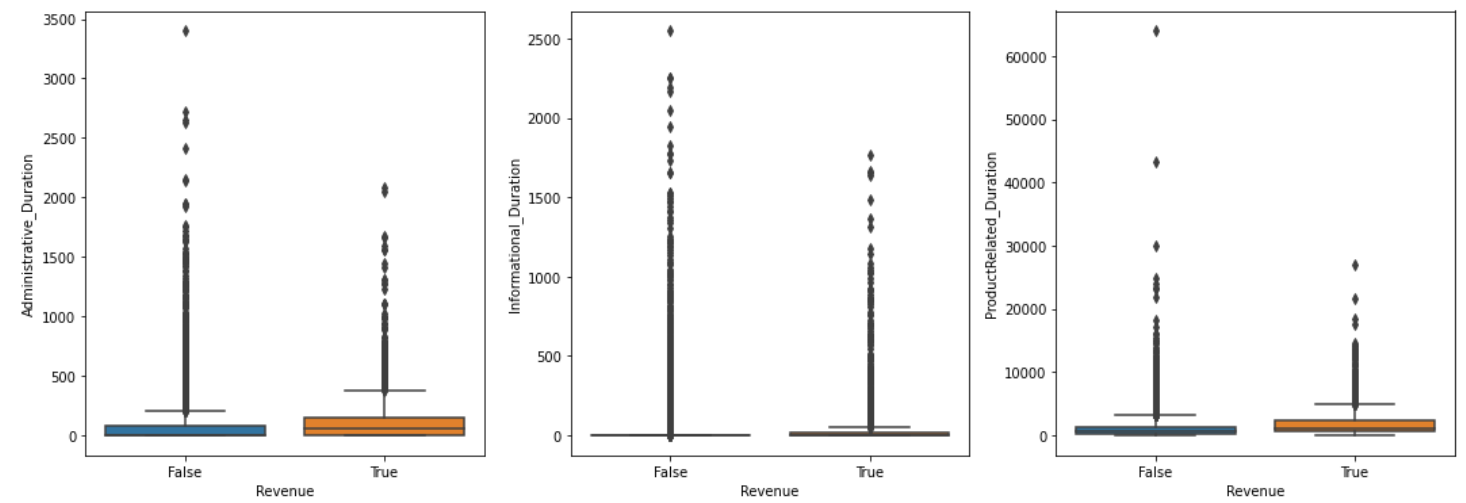 Administrative_Duration
3500
3000
2500
2000
1500
1000
500
0
False
True
Revenue
Informational_Duration
2500
2000
1500
1000
500
0
False
True
Revenue
ProductRelated_Duration
60000
50000
40000
30000
20000
10000
0
False
True
Revenue